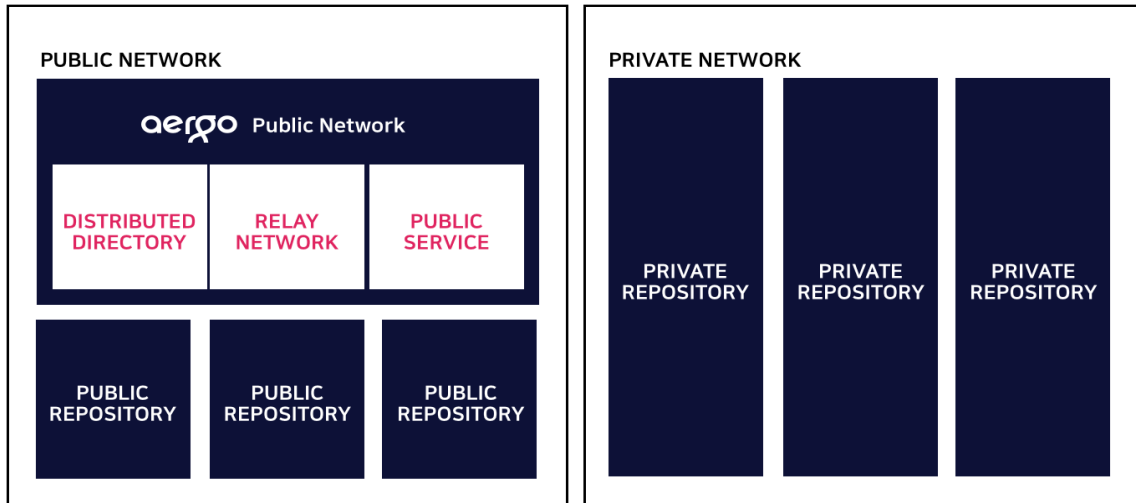 PUBLIC NETWORK
aergo Public Network
DISTRIBUTED
DIRECTORY
RELAY
NETWORK
PUBLIC
SERVICE
PUBLIC
REPOSITORY
PUBLIC
REPOSITORY
PUBLIC
REPOSITORY
PRIVATE NETWORK
PRIVATE
REPOSITORY
PRIVATE
REPOSITORY
PRIVATE
REPOSITORY